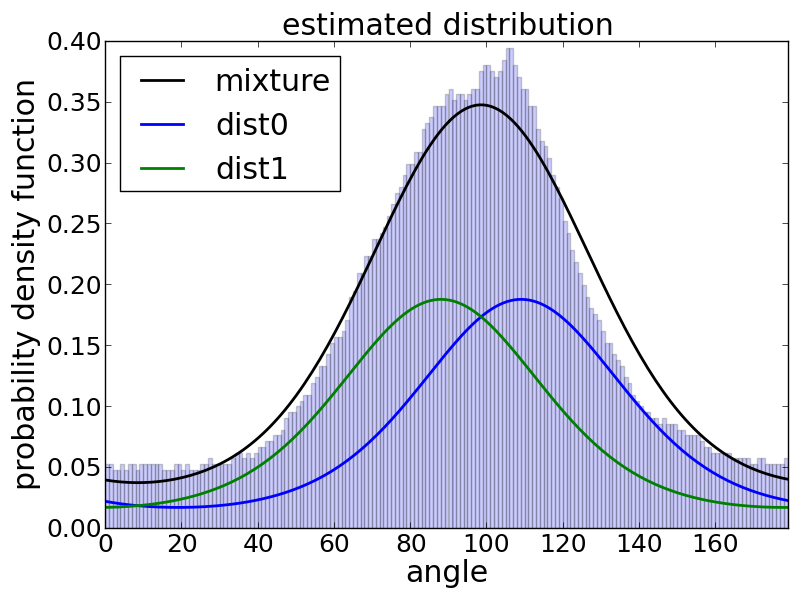 estimated distribution
mixture
dist0
dist1
probability density function
0.40
0.35
0.30
0.25
0.20
0.15
0.10
0.05
0.00
0 20 40 60 80 100 120 140 160
angle